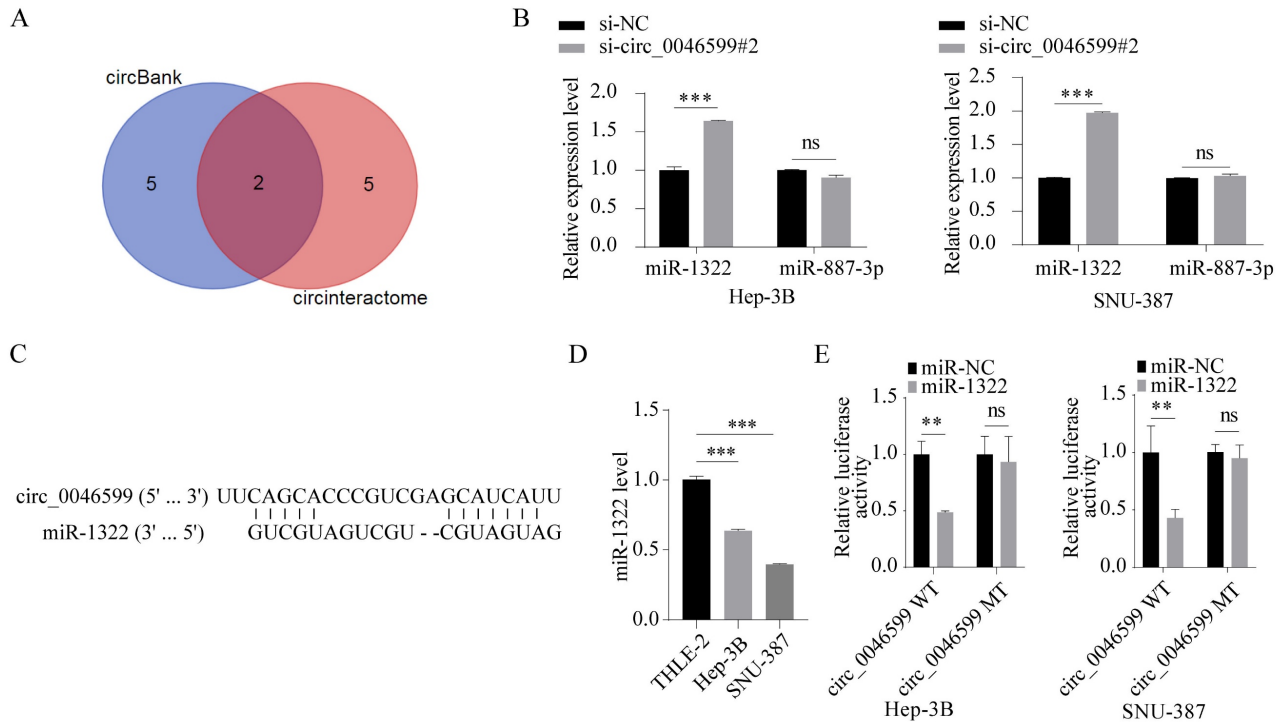 A
circBank
5
2
5
circinteractome
B
si-NC
si-circ_0046599#2
Relative expression level
2.0
1.5
1.0
0.5
0.0
***
ns
miR-1322
miR-887-3p
Hep-3B
si-NC
si-circ_0046599#2
Relative expression level
2.5
2.0
1.5
1.0
0.5
0.0
***
ns
miR-1322
miR-887-3p
SNU-387
C
circ_0046599 (5' ... 3') UUCAGCACCCGUCGAGCAUCAUU
miR-1322 (3' ... 5') GUCGUAGUCGU - -CGUAGUAG
D
miR-1322 level
1.5
1.0
0.5
0.0
***
***
THLE-2
Hep-3B
SNU-387
E
miR-NC
miR-1322
Relative luciferase
activity
1.5
1.0
0.5
0.0
**
ns
circ_0046599 WT
circ_0046599 MT
Hep-3B
miR-NC
miR-1322
Relative luciferase
activity
1.5
1.0
0.5
0.0
**
ns
circ_0046599 WT
circ_0046599 MT
SNU-387